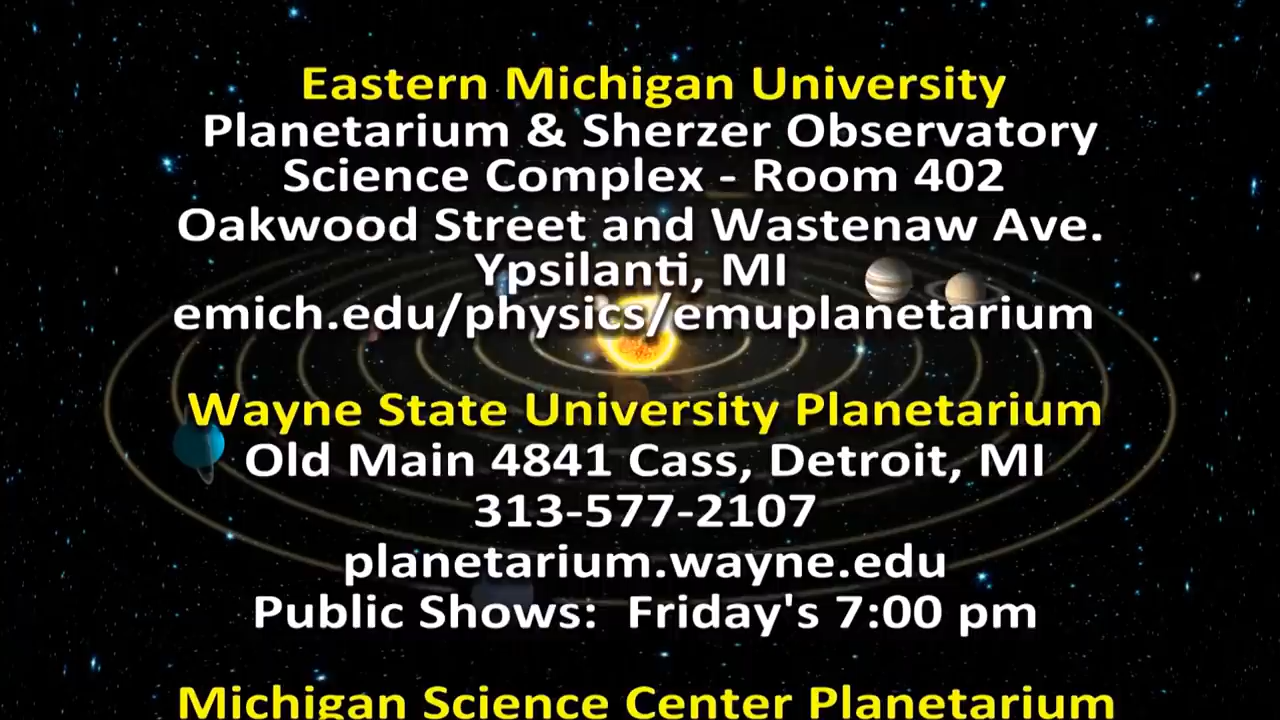 Eastern Michigan University
Planetarium & Sherzer Observatory
Science Complex - Room 402
Oakwood Street and Wastenaw Ave.
Ypsilanti, MI
emich.edu/physics/emuplanetarium
Wayne State University Planetarium
Old Main 4841 Cass, Detroit, MI
313-577-2107
planetarium.wayne.edu
Public Shows:  Friday's 7:00 pm
Michigan Science Center Planetarium